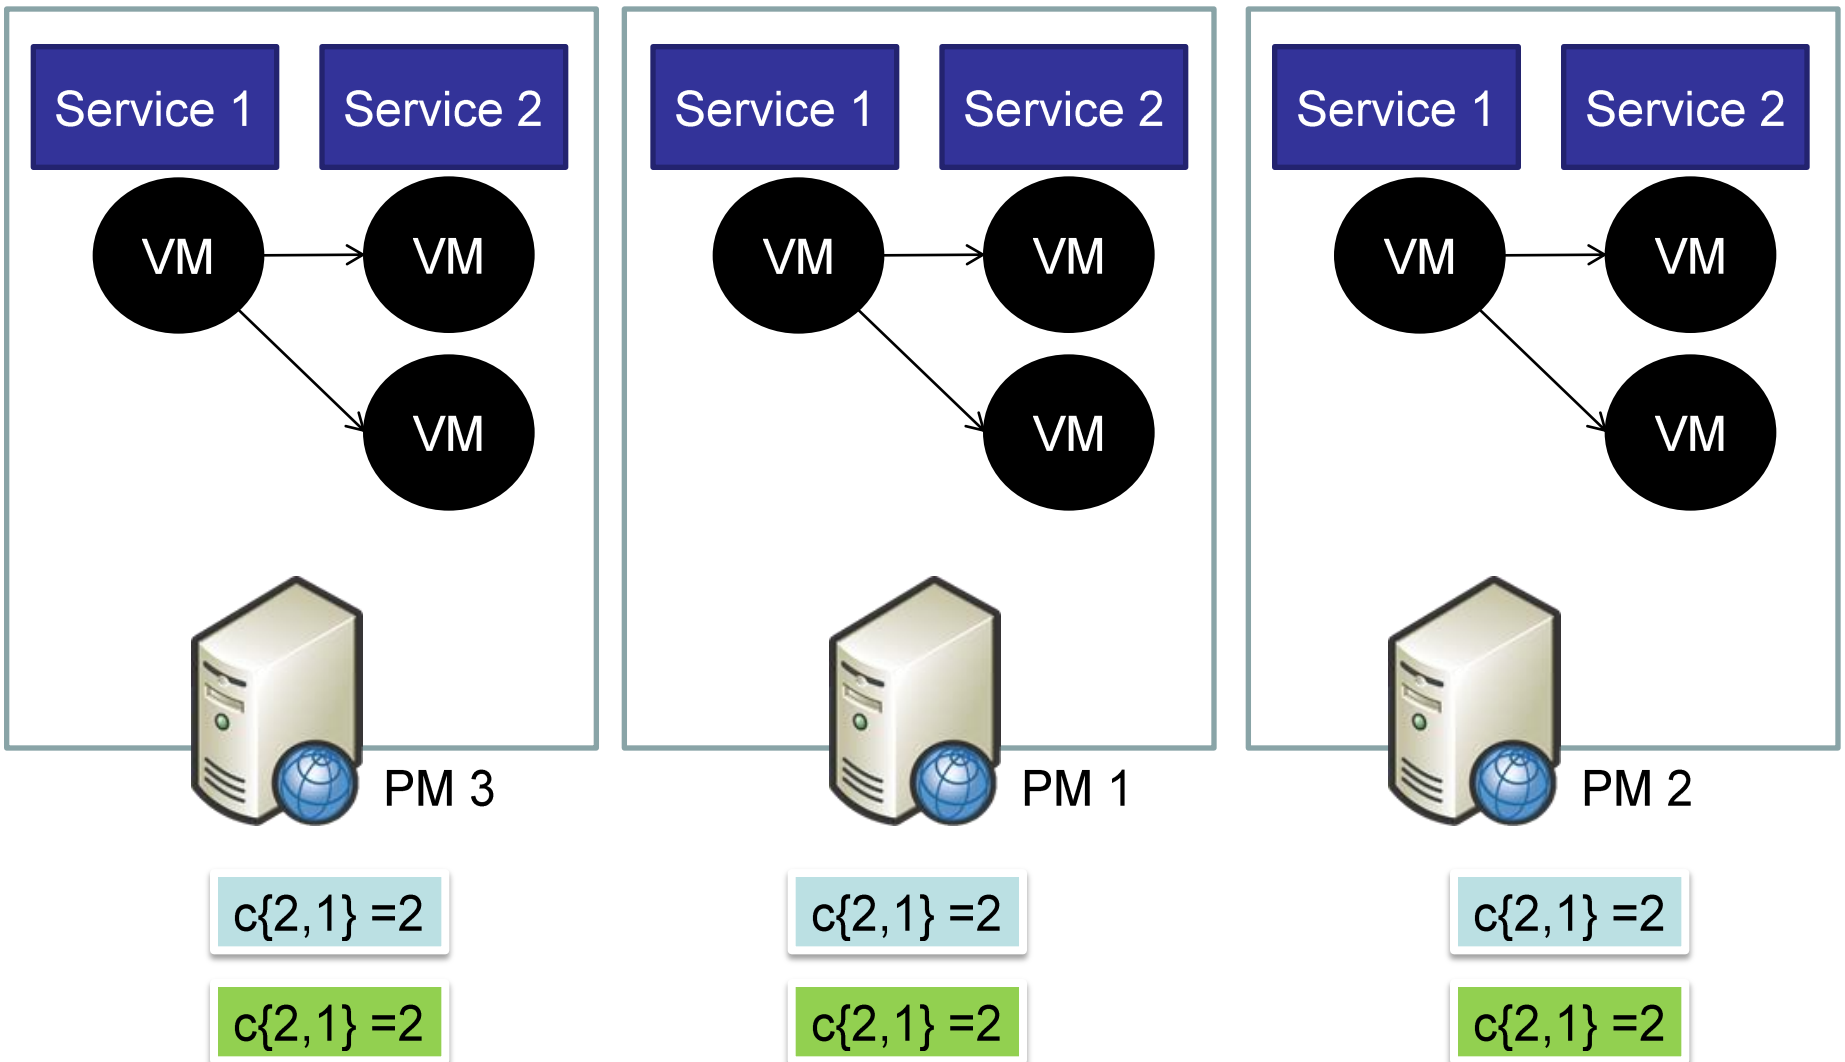 Service 1 Service 2
VM VM
VM
PM 3
c{2,1} =2
c{2,1} =2
Service 1 Service 2
VM VM
VM
PM 1
c{2,1} =2
c{2,1} =2
Service 1 Service 2
VM VM
VM
PM 2
c{2,1} =2
c{2,1} =2